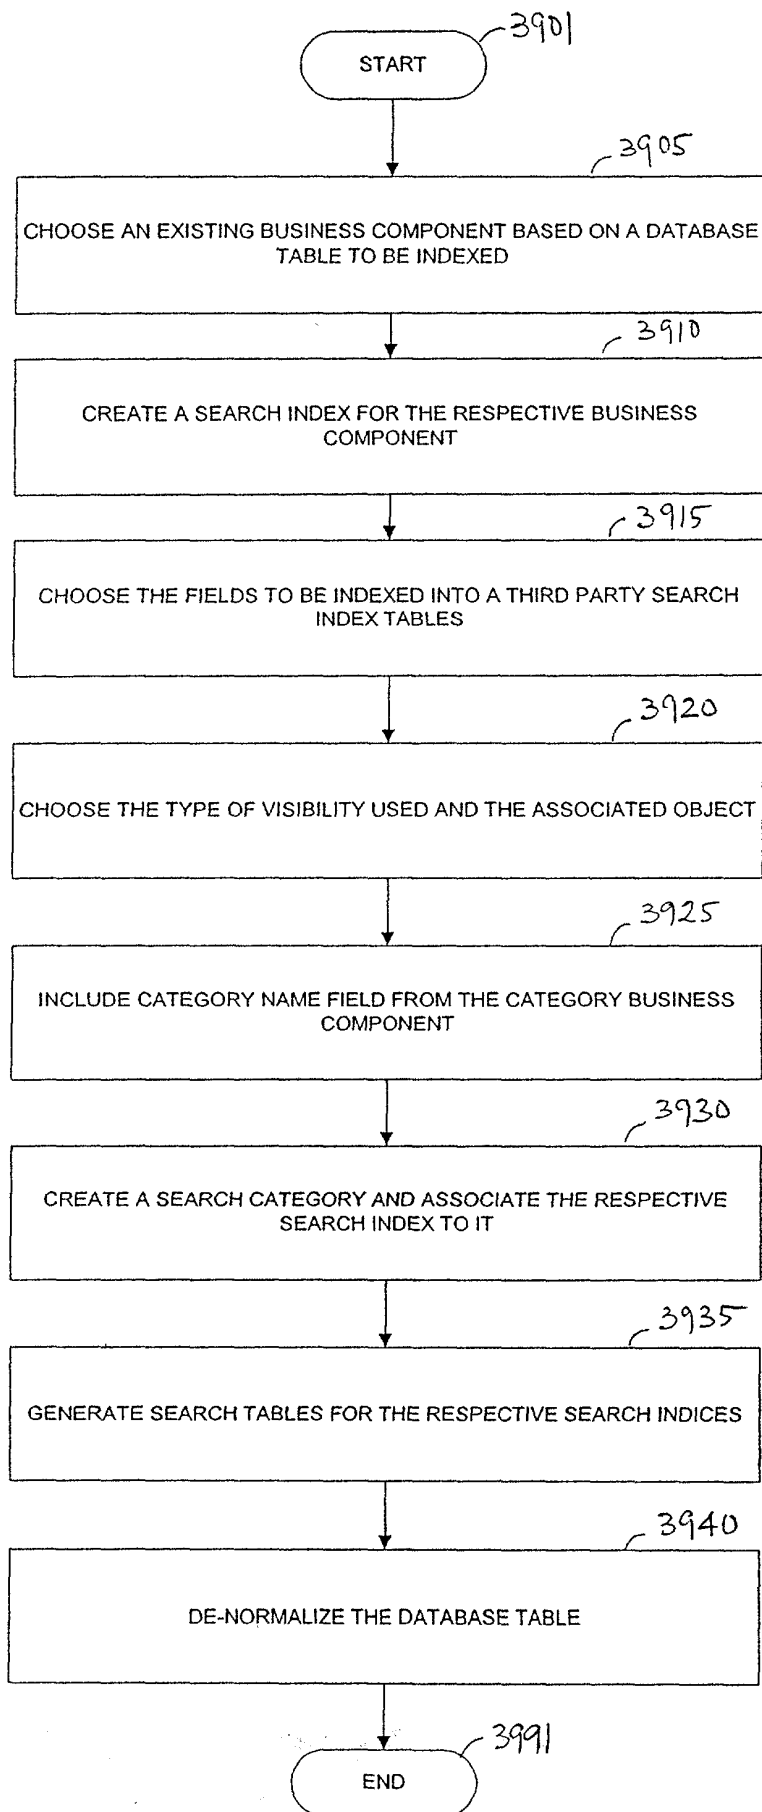 3901
START
3905
CHOOSE AN EXISTING BUSINESS COMPONENT BASED ON A DATABASE
TABLE TO BE INDEXED
3910
CREATE A SEARCH INDEX FOR THE RESPECTIVE BUSINESS
COMPONENT
3915
CHOOSE THE FIELDS TO BE INDEXED INTO A THIRD PARTY SEARCH
INDEX TABLES
3920
CHOOSE THE TYPE OF VISIBILITY USED AND THE ASSOCIATED OBJECT
3925
INCLUDE CATEGORY NAME FIELD FROM THE CATEGORY BUSINESS
COMPONENT
3930
CREATE A SEARCH CATEGORY AND ASSOCIATE THE RESPECTIVE
SEARCH INDEX TO IT
3935
GENERATE SEARCH TABLES FOR THE RESPECTIVE SEARCH INDICES
3940
DE-NORMALIZE THE DATABASE TABLE
3991
END